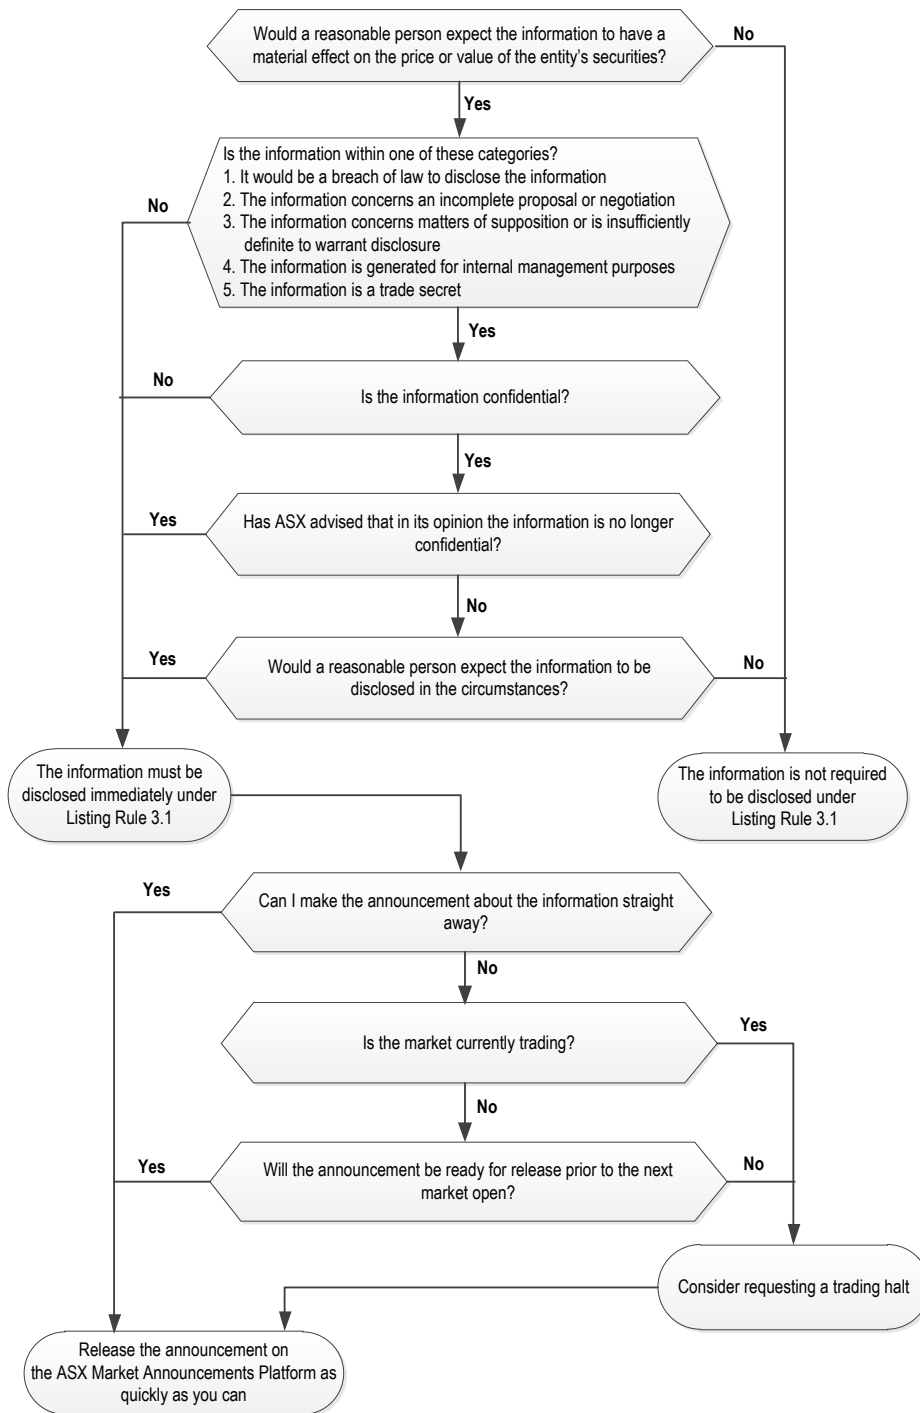 Would a reasonable person expect the information to have a
material effect on the price or value of the entity's securities?
No
Yes
Is the information within one of these categories?
1. It would be a breach of law to disclose the information
2. The information concerns an incomplete proposal or negotiation
3. The information concerns matters of supposition or is insufficiently
definite to warrant disclosure
4. The information is generated for internal management purposes
5. The information is a trade secret
No
Yes
No
Is the information confidential?
Yes
Yes
Has ASX advised that in its opinion the information is no longer
confidential?
No
Yes
Would a reasonable person expect the information to be
disclosed in the circumstances?
No
The information must be
disclosed immediately under
Listing Rule 3.1
The information is not required
to be disclosed under
Listing Rule 3.1
Yes
Can I make the announcement about the information straight
away?
No
Is the market currently trading?
Yes
No
Yes
Will the announcement be ready for release prior to the next
market open?
No
Consider requesting a trading halt
Release the announcement on
the ASX Market Announcements Platform as
quickly as you can